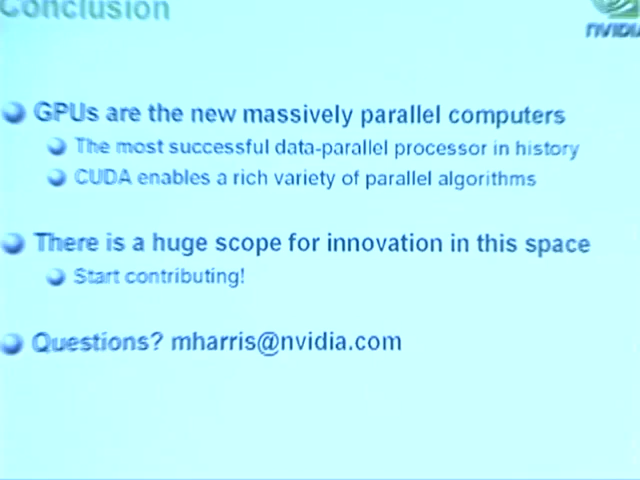 Conclusion
nVIDIA
GPUs are the new massively parallel computers
The most successful data-parallel processor in history
CUDA enables a rich variety of parallel algorithms
There is a huge scope for innovation in this space
Start contributing!
Questions? mharris@nvidia.com